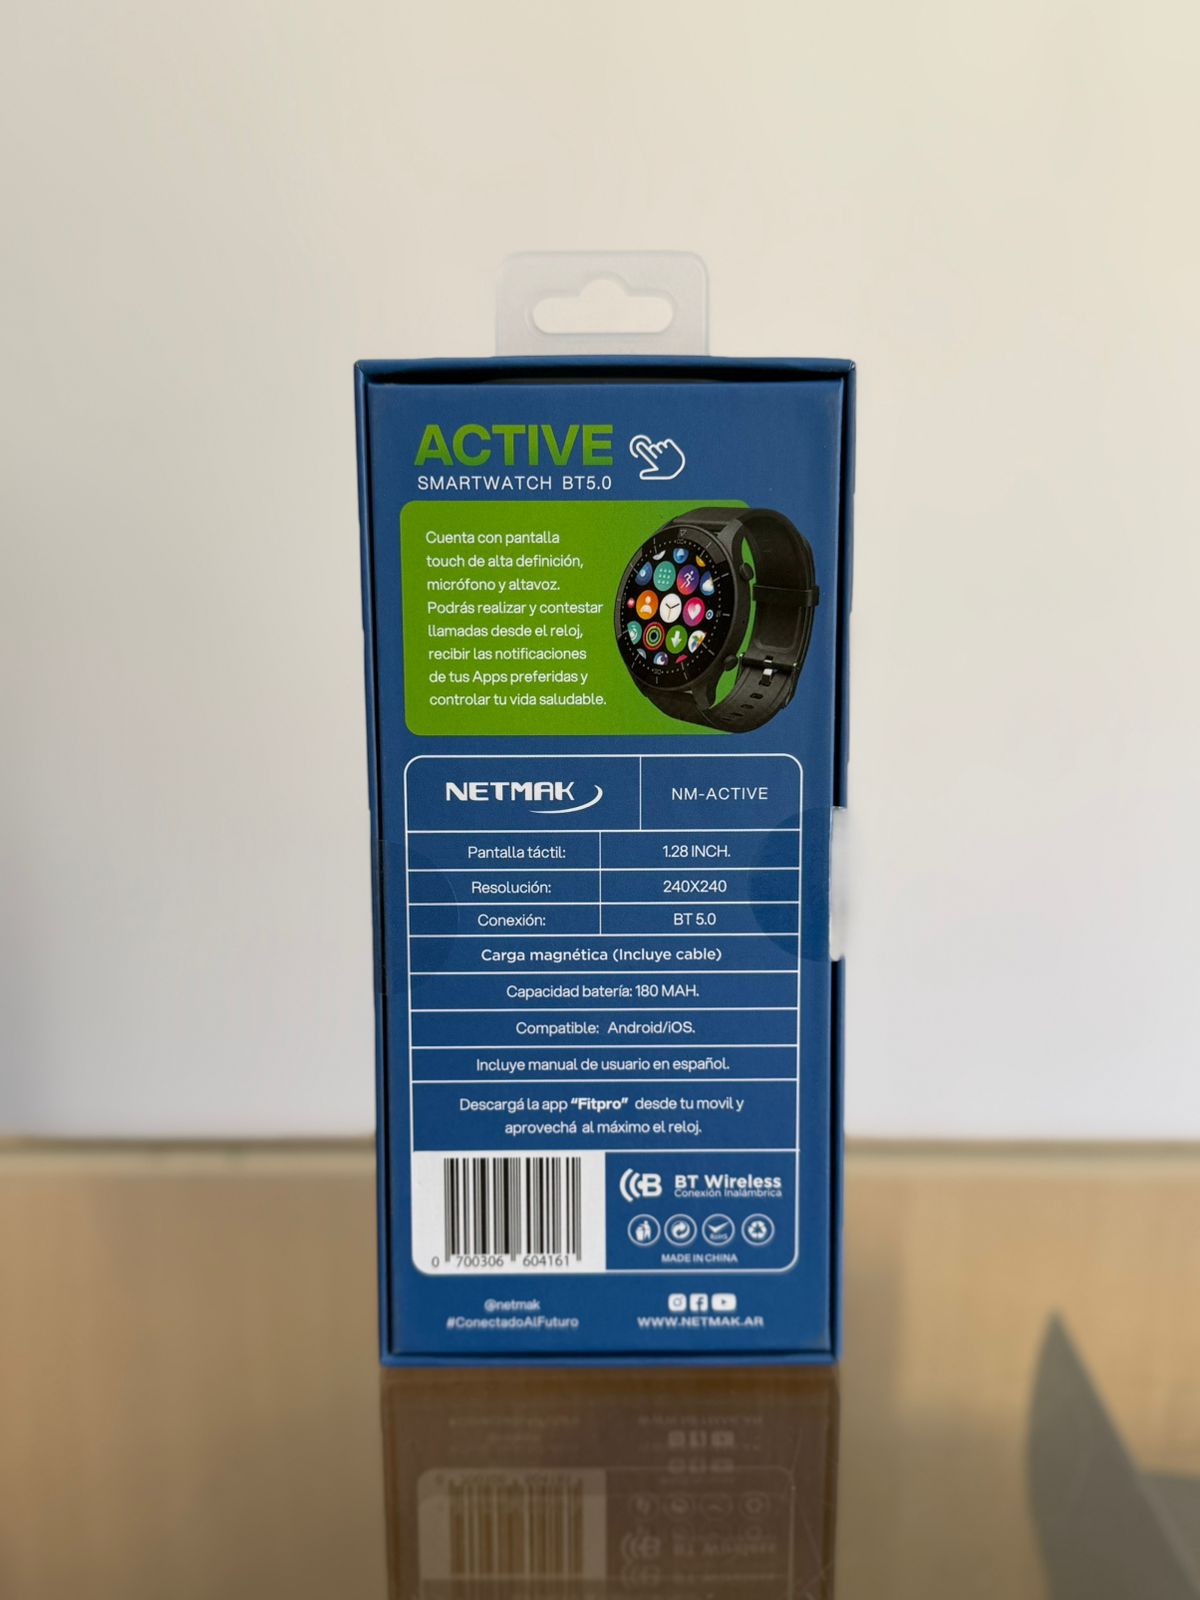 ACTIVE
SMARTWATCH BT5.0
Cuenta con pantalla
touch de alta definición,
micrófono y altavoz.
Podrás realizar y contestar
llamadas desde el reloj,
recibir las notificaciones
de tus Apps preferidas y
controlar tu vida saludable.
NETMAK NM-ACTIVE
Pantalla táctil: 1.28 INCH.
Resolución: 240X240
Conexión: BT 5.0
Carga magnética (Incluye cable)
Capacidad batería: 180 MAH.
Compatible: Android/iOS.
Incluye manual de usuario en español.
Descargá la app “Fitpro” desde tu movil y
aprovechá al máximo el reloj.
BT Wireless
Conexión Inalámbrica
RoHS
MADE IN CHINA
0 700306 604161
@netmak
#ConectadoAlFuturo
WWW.NETMAK.AR